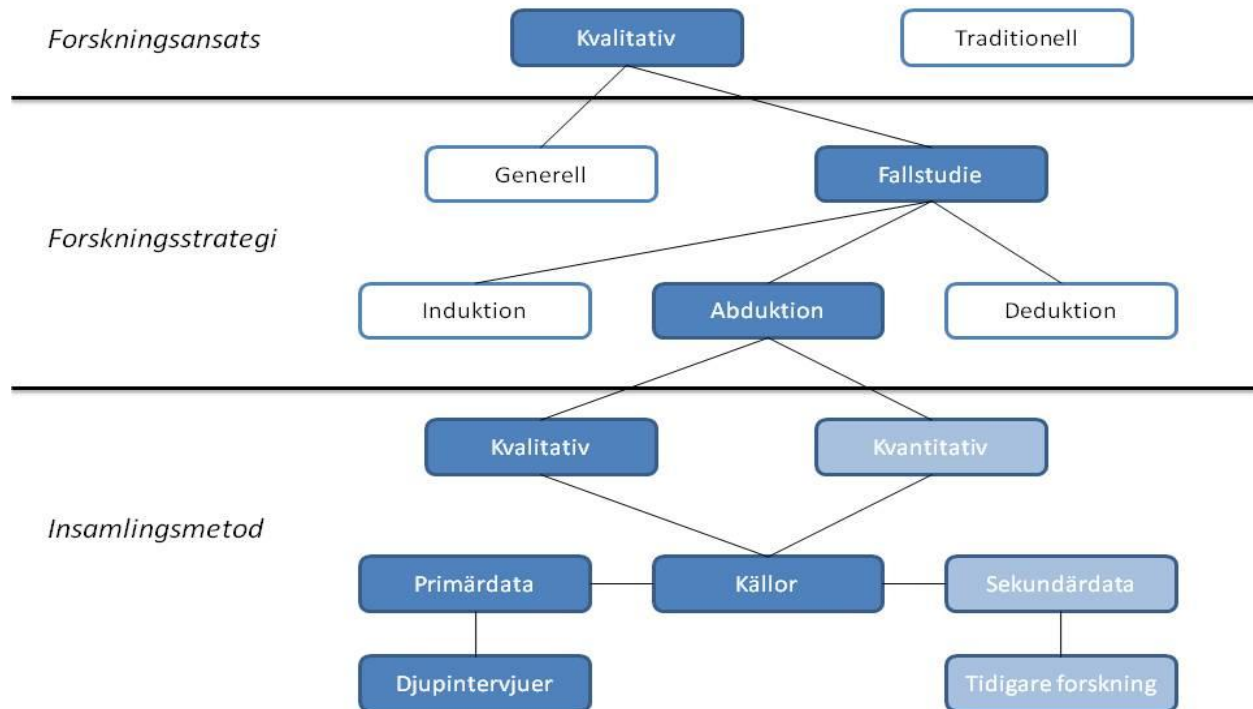 Forskningsansats
Kvalitativ
Traditionell
Generell
Fallstudie
Forskningsstrategi
Induktion
Abduktion
Deduktion
Kvalitativ
Kvantitativ
Insamlingsmetod
Primärdata
Källor
Sekundärdata
Djupintervjuer
Tidigare forskning